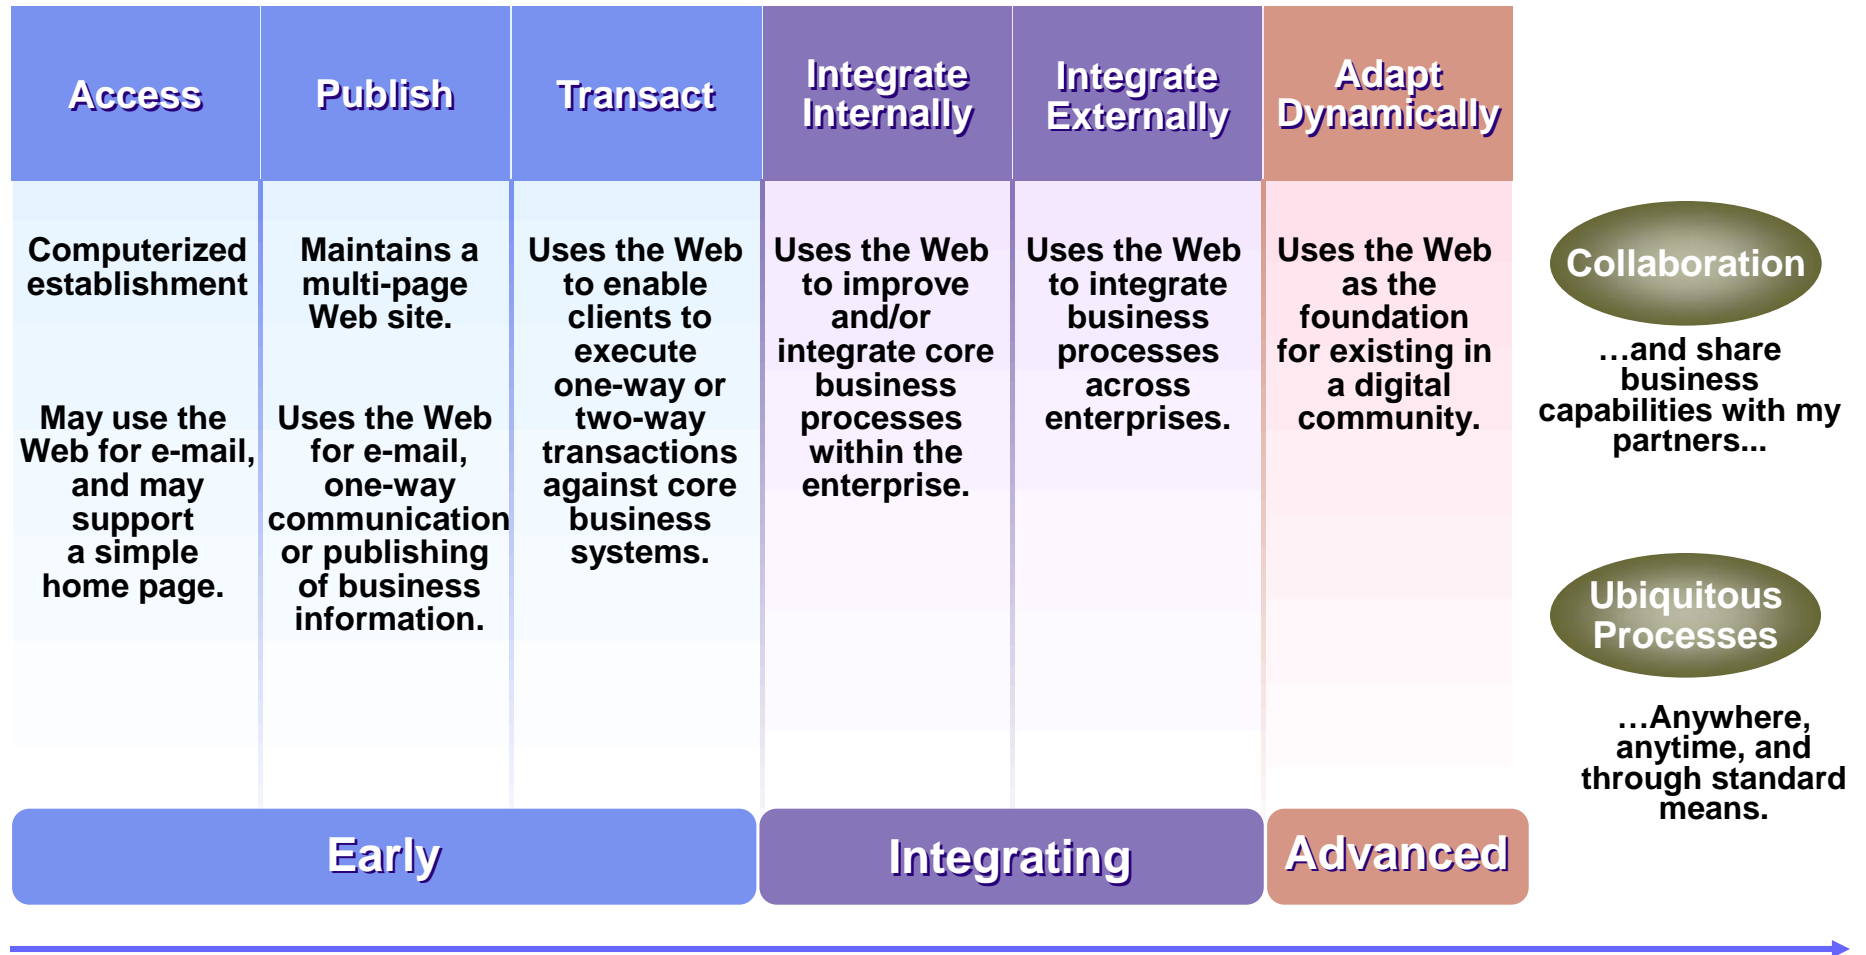 Access
Publish
Transact
Integrate
Internally
Integrate
Externally
Adapt
Dynamically
Computerized
establishment
May use the
Web for e-mail,
and may
support
a simple
home page.
Maintains a
multi-page
Web site.
Uses the Web
for e-mail,
one-way
communication
or publishing
of business
information.
Uses the Web
to enable
clients to
execute
one-way or
two-way
transactions
against core
business
systems.
Uses the Web
to improve
and/or
integrate core
business
processes
within the
enterprise.
Uses the Web
to integrate
business
processes
across
enterprises.
Uses the Web
as the
foundation
for existing in
a digital
community.
Collaboration
…and share
business
capabilities with my
partners...
Ubiquitous
Processes
…Anywhere,
anytime, and
through standard
means.
Early
Integrating
Advanced